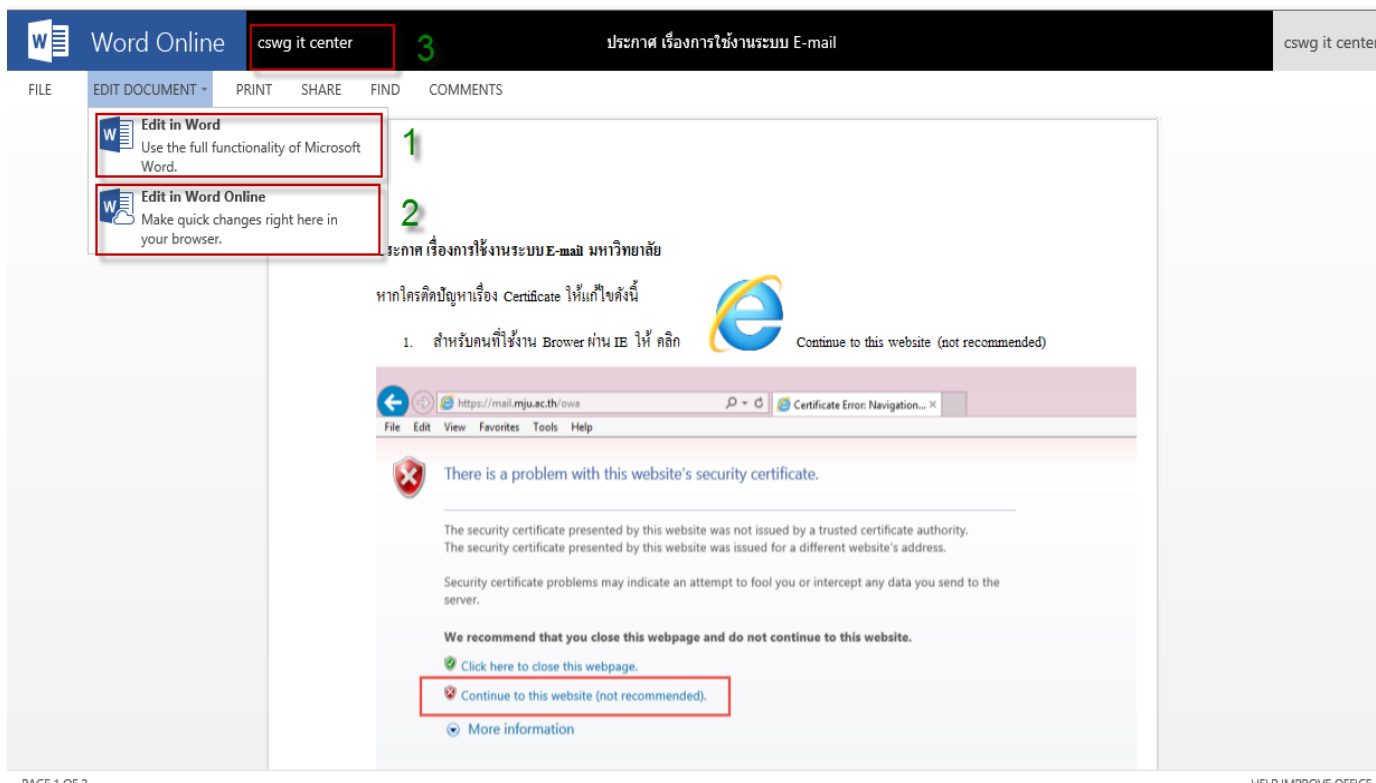 Word Online
cswg it center
3
ประกาศ เรื่องการใช้งานระบบ E-mail
cswg it center
FILE
EDIT DOCUMENT
PRINT
SHARE
FIND
COMMENTS
Edit in Word
Use the full functionality of Microsoft
Word.
1
Edit in Word Online
Make quick changes right here in
your browser.
2
ประกาศ เรื่องการใช้งานระบบ E-mail มหาวิทยาลัย
หากใครติดปัญหาเรื่อง Certificate ให้แก้ไขดังนี้
1. สำหรับคนที่ใช้งาน Brower ผ่าน IE ให้ คลิก Continue to this website (not recommended)
https://mail.mju.ac.th/owa
Certificate Error: Navigation...
File Edit View Favorites Tools Help
There is a problem with this website's security certificate.
The security certificate presented by this website was not issued by a trusted certificate authority.
The security certificate presented by this website was issued for a different website's address.
Security certificate problems may indicate an attempt to fool you or intercept any data you send to the
server.
We recommend that you close this webpage and do not continue to this website.
Click here to close this webpage.
Continue to this website (not recommended).
More information
PAGE 1 OF 2
HELP IMPROVE OFFICE